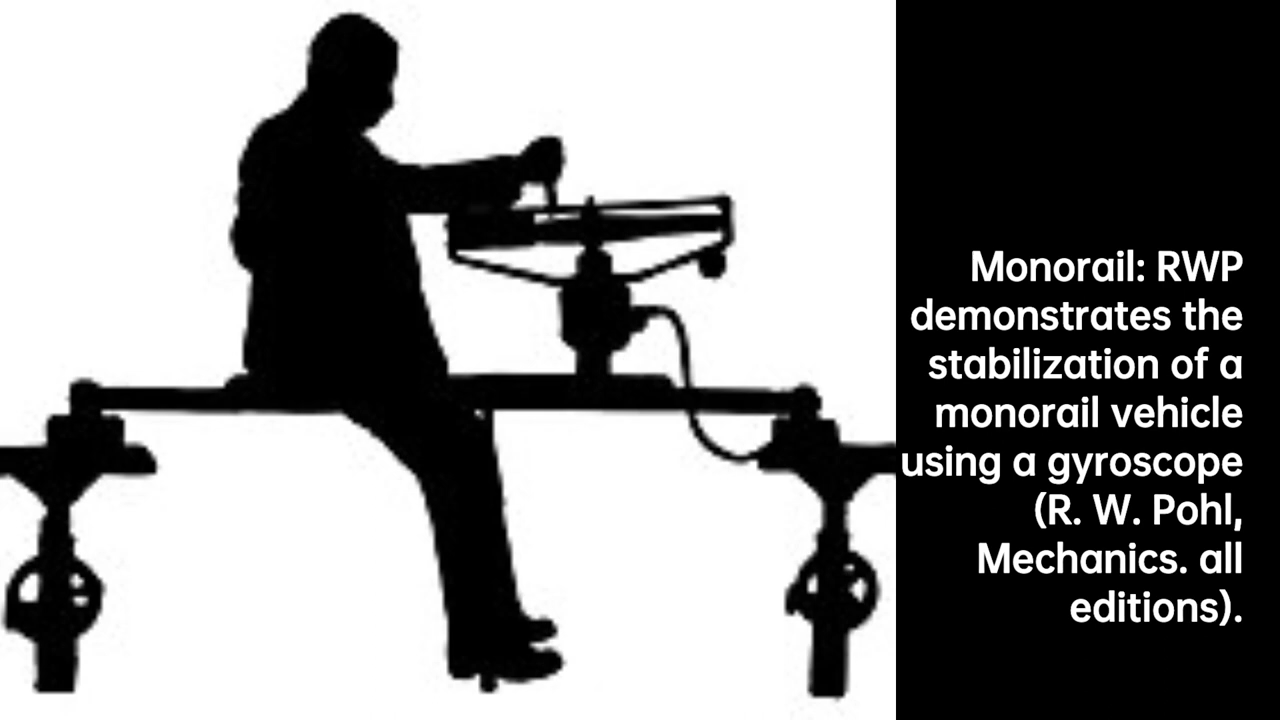 Monorail: RWP
demonstrates the
stabilization of a
monorail vehicle
using a gyroscope
(R. W. Pohl,
Mechanics. all
editions).